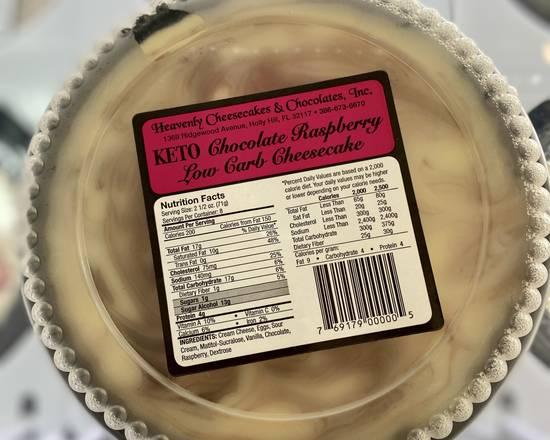 Heavenly Cheesecakes & Chocolates, Inc.
1369 Ridgewood Avenue, Holly Hill, FL 32117 • 386-673-6670
KETO Chocolate Raspberry
Low Carb Cheesecake
Nutrition Facts
Serving Size: 2 1/2 oz. (71g)
Servings Per Container: 8
Amount Per Serving
Calories 200 Calories from Fat 150
% Daily Value*
Total Fat 17g 26%
Saturated Fat 10g 48%
Trans Fat 0g
Cholesterol 75mg 25%
Sodium 140mg 6%
Total Carbohydrate 17g 6%
Dietary Fiber 1g 5%
Sugars 1g
Sugar Alcohol 13g
Protein 4g
Vitamin A 10% • Vitamin C 0%
Calcium 6% • Iron 2%
INGREDIENTS: Cream Cheese, Eggs, Sour
Cream, Maltitol-Sucralose, Vanilla, Chocolate,
Raspberry, Dextrose
*Percent Daily Values are based on a 2,000
calorie diet. Your daily values may be higher
or lower depending on your calorie needs.
Calories 2,000 2,500
Total Fat Less Than 65g 80g
Sat Fat Less Than 20g 25g
Cholesterol Less Than 300g 300g
Sodium Less Than 2,400g 2,400g
Total Carbohydrate 300g 375g
Dietary Fiber 25g 30g
Calories per gram:
Fat 9 • Carbohydrate 4 • Protein 4
7 69179 00000 5